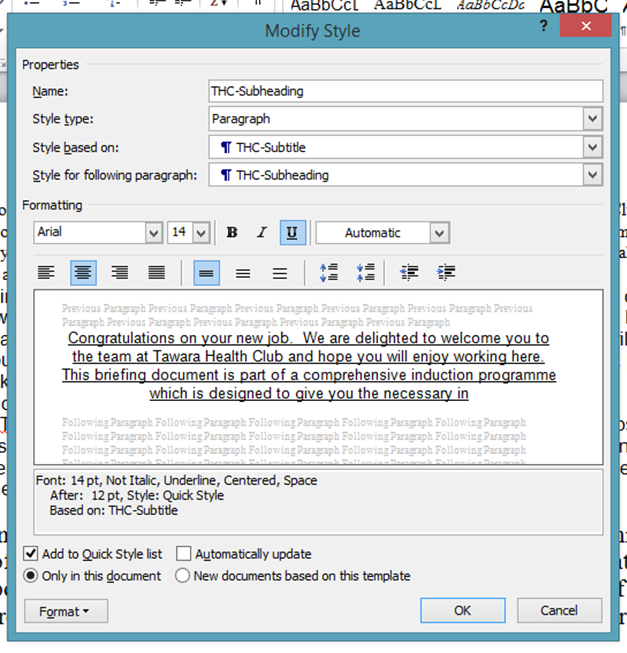 AaBbCcL AaBbCcL AaBbCcDc AaBbC
Modify Style
?
Properties
Name: THC-Subheading
Style type: Paragraph
Style based on: ¶ THC-Subtitle
Style for following paragraph: ¶ THC-Subheading
Formatting
Arial 14 B I U Automatic
Previous Paragraph Previous Paragraph Previous Paragraph Previous Paragraph Previous
Paragraph Previous Paragraph Previous Paragraph Previous Paragraph Previous Paragraph
Congratulations on your new job. We are delighted to welcome you to
the team at Tawara Health Club and hope you will enjoy working here.
This briefing document is part of a comprehensive induction programme
which is designed to give you the necessary in
Following Paragraph Following Paragraph Following Paragraph Following Paragraph
Following Paragraph Following Paragraph Following Paragraph Following Paragraph
Following Paragraph Following Paragraph Following Paragraph Following Paragraph
Following Paragraph Following Paragraph Following Paragraph Following Paragraph
Font: 14 pt, Not Italic, Underline, Centered, Space
After: 12 pt, Style: Quick Style
Based on: THC-Subtitle
Add to Quick Style list Automatically update
Only in this document New documents based on this template
Format OK Cancel